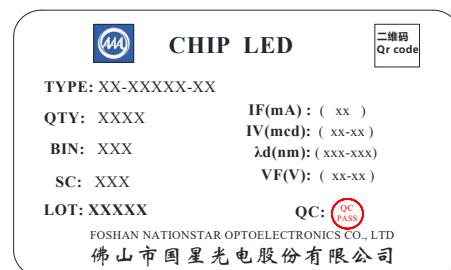 CHIP LED
二维码
Qr code
TYPE: XX-XXXXX-XX
QTY: XXXX
BIN: XXX
SC: XXX
LOT: XXXXX
IF(mA) : ( xx )
IV(mcd): ( xx-xx )
λd(nm): ( xxx-xxx)
VF(V): ( xx-xx )
QC:
QC
PASS
FOSHAN NATIONSTAR OPTOELECTRONICS CO., LTD
佛山市国星光电股份有限公司